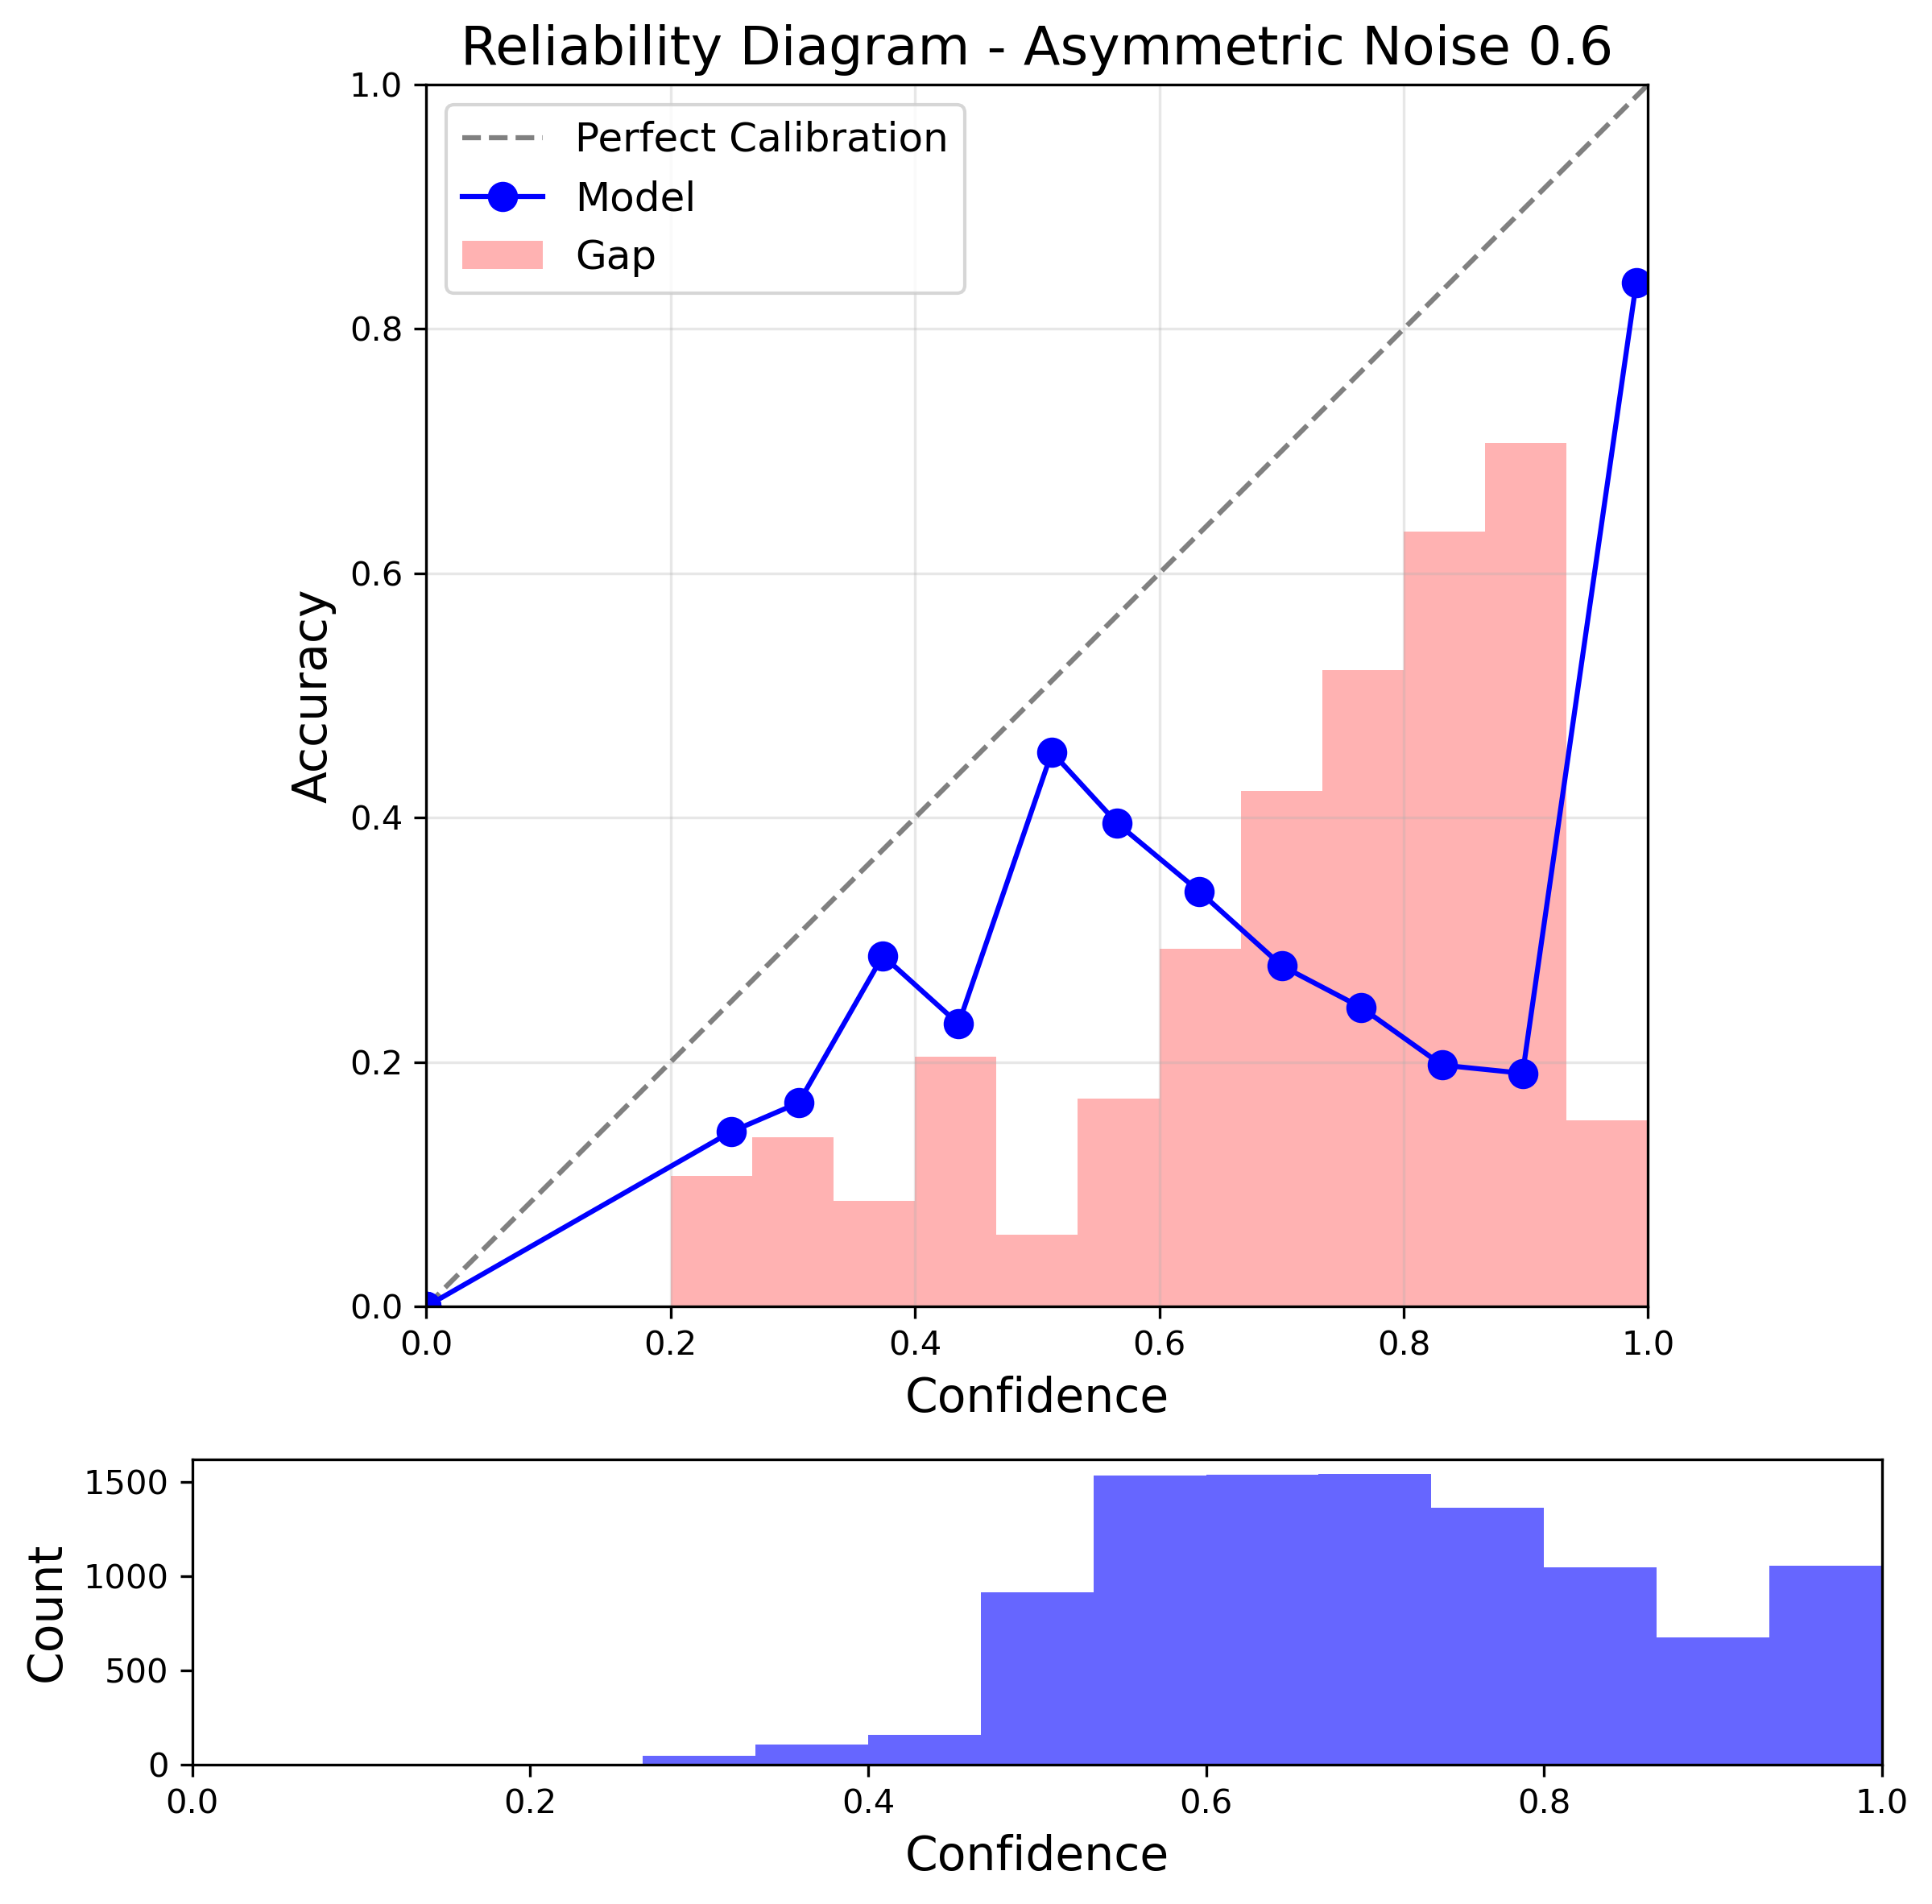 Reliability Diagram - Asymmetric Noise 0.6
1.0
0.8
0.6
0.4
0.2
0.0
Accuracy
Perfect Calibration
Model
Gap
0.0 0.2 0.4 0.6 0.8 1.0
Confidence
1500
1000
500
0
Count
0.0 0.2 0.4 0.6 0.8 1.0
Confidence